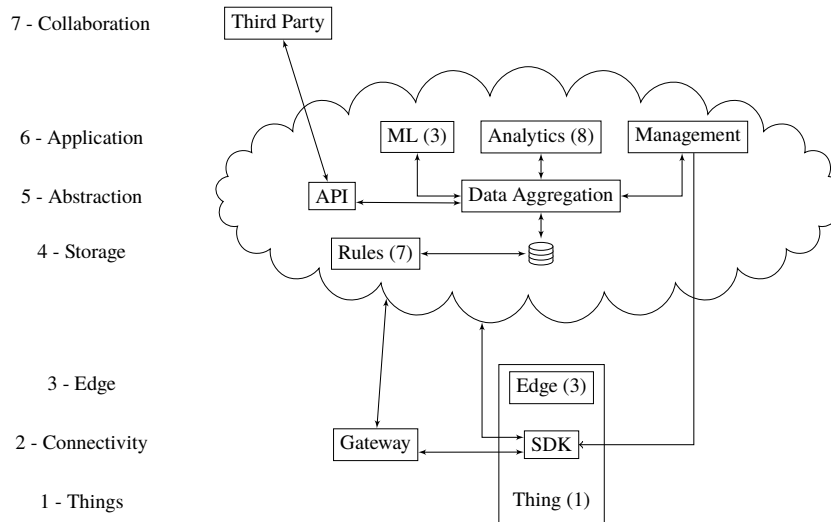 7 - Collaboration
Third Party
6 - Application
ML (3)
Analytics (8)
Management
5 - Abstraction
API
Data Aggregation
4 - Storage
Rules (7)
3 - Edge
Edge (3)
2 - Connectivity
Gateway
SDK
1 - Things
Thing (1)